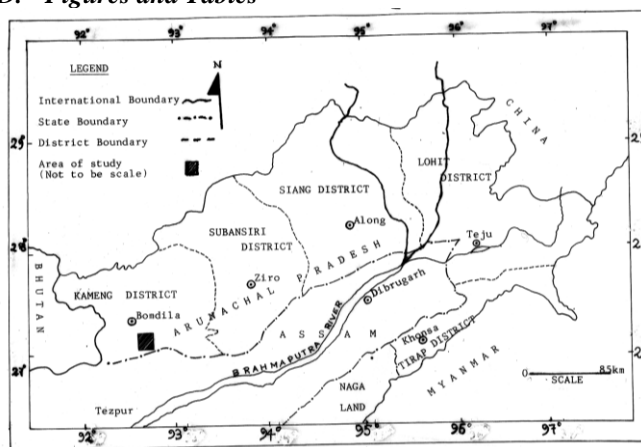 D. Figures and Tables
92° 93° 94° 95° 96° 97°
LEGEND
N
International Boundary
State Boundary
District Boundary
Area of study
(Not to be scale)
CHINA
LOHIT
DISTRICT
SIANG DISTRICT
Along
Teju
SUBANSIRI
DISTRICT
ARUNACHAL PRADESH
Ziro
BHUTAN
KAMENG DISTRICT
Bomdila
Dibrugarh
ASSAM
BRAHMAPUTRA RIVER
Khonsa
TIRAP DISTRICT
MYANMAR
NAGA
LAND
0 85km
SCALE
Tezpur
92° 93° 94° 95° 96° 97°